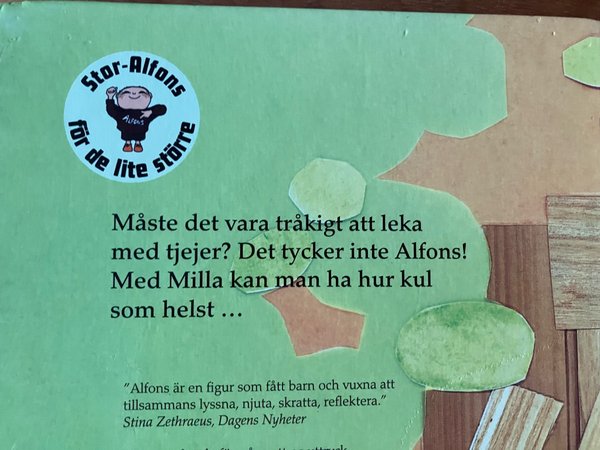 Stor-Alfons
Alfons
för de lite större
Måste det vara tråkigt att leka
med tjejer? Det tycker inte Alfons!
Med Milla kan man ha hur kul
som helst …
”Alfons är en figur som fått barn och vuxna att
tillsammans lyssna, njuta, skratta, reflektera.”
Stina Zethraeus, Dagens Nyheter